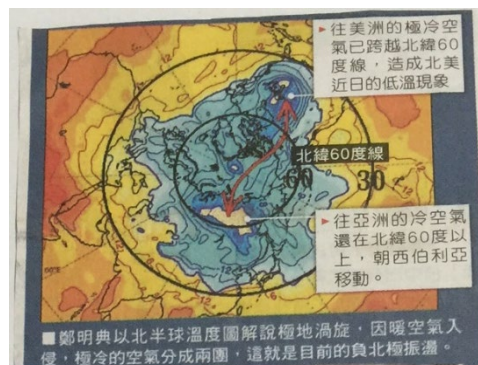 ▸往美洲的極冷空
氣已跨越北緯60
度線，造成北美
近日的低溫現象
北緯60度線
60
30
▸往亞洲的冷空氣
還在北緯60度以
上，朝西伯利亞
移動。
■鄭明典以北半球溫度圖解說極地渦旋，因暖空氣入
侵，極冷的空氣分成兩團，這就是目前的負北極振盪。